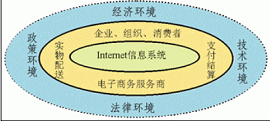 经济环境
企业、组织、消费者
政策环境
实物配送
Internet信息系统
支付结算
技术环境
电子商务服务商
法律环境